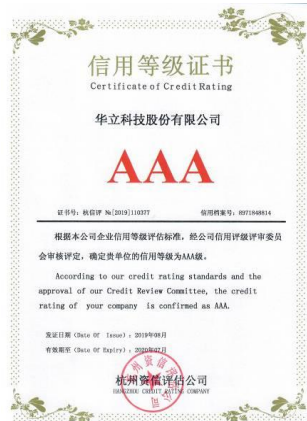 信用等级证书
Certificate of Credit Rating
华立科技股份有限公司
AAA
证书号：杭信评 №[2019]110377 信用档案号：8971848814
根据本公司企业信用等级评估标准，经公司信用评级评审委员
会审核评定，确定贵单位的信用等级为AAA级。
According to our credit rating standards and the
approval of our Credit Review Committee, the credit
rating of your company is confirmed as AAA.
发证日期（Date Of Issue）：2019年08月
有效期至（Date Of Expiry）：2020年07月
杭州资信评估公司
HANGZHOU CREDIT RATING COMPANY